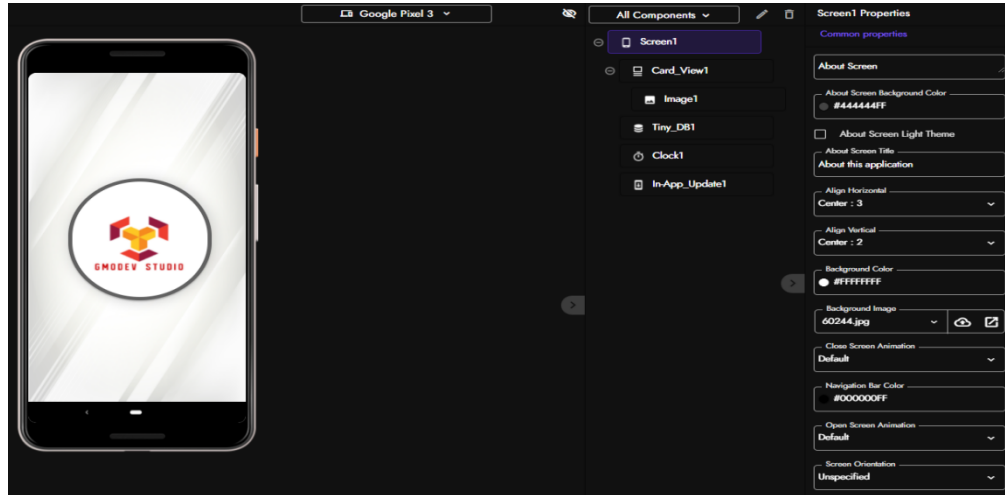 Google Pixel 3
GMODEV STUDIO
All Components
Screen1
Card_View1
Image1
Tiny_DB1
Clock1
In-App_Update1
Screen1 Properties
Common properties
About Screen
About Screen Background Color
#444444FF
About Screen Light Theme
About Screen Title
About this application
Align Horizontal
Center : 3
Align Vertical
Center : 2
Background Color
#FFFFFFFF
Background Image
60244.jpg
Close Screen Animation
Default
Navigation Bar Color
#000000FF
Open Screen Animation
Default
Screen Orientation
Unspecified